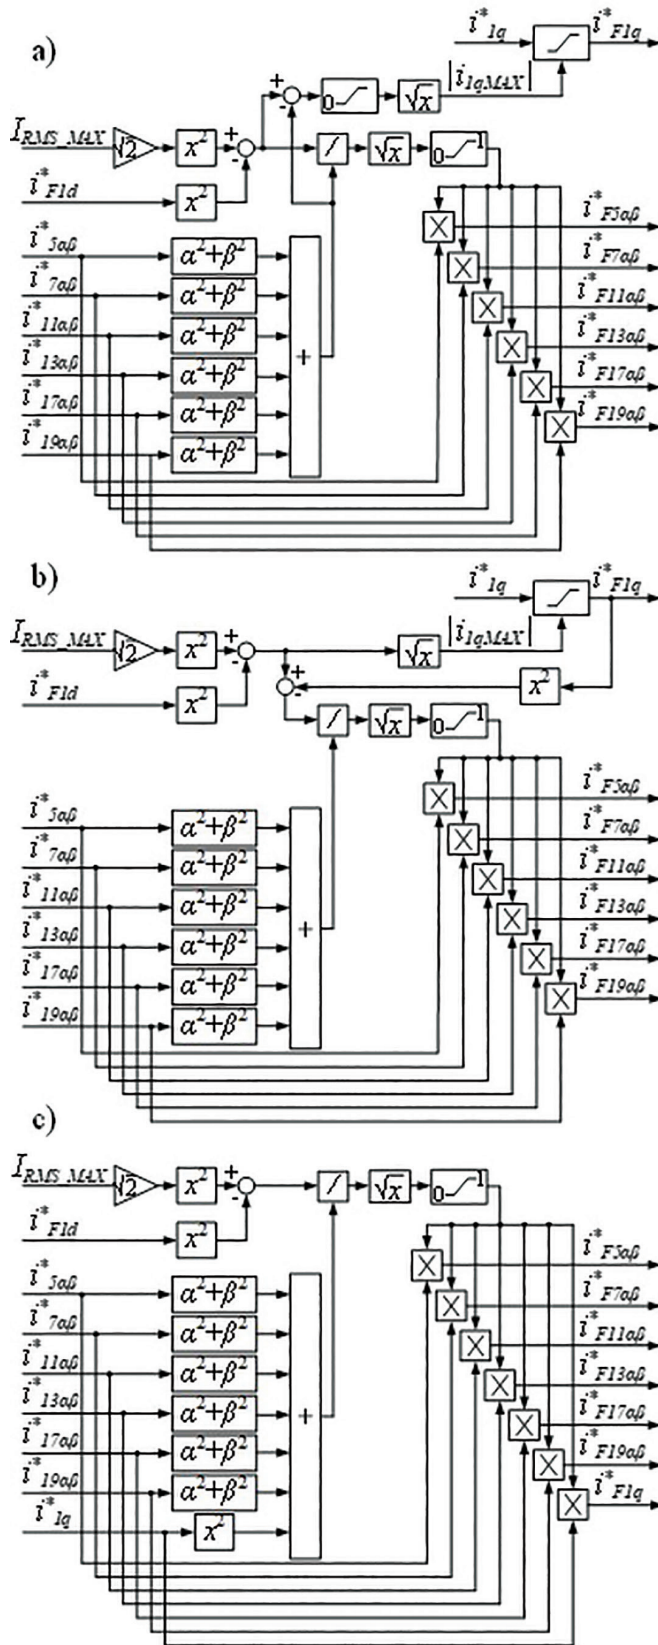 a)
i*1q
i*F1q
|i1qMAX|
+
-
0
√x
IRMS_MAX
√2
x²
+
-
/
√x
0
1
i*F1d
x²
i*5αβ
α²+β²
i*F5αβ
i*7αβ
α²+β²
i*F7αβ
i*11αβ
α²+β²
i*F11αβ
i*13αβ
α²+β²
+
i*F13αβ
i*17αβ
α²+β²
i*F17αβ
i*19αβ
α²+β²
i*F19αβ
X
X
X
X
X
X
b)
i*1q
i*F1q
|i1qMAX|
IRMS_MAX
√2
x²
+
-
√x
i*F1d
x²
+
-
x²
/
√x
0
1
i*5αβ
α²+β²
i*F5αβ
i*7αβ
α²+β²
i*F7αβ
i*11αβ
α²+β²
i*F11αβ
i*13αβ
α²+β²
+
i*F13αβ
i*17αβ
α²+β²
i*F17αβ
i*19αβ
α²+β²
i*F19αβ
X
X
X
X
X
X
c)
IRMS_MAX
√2
x²
+
-
/
√x
0
1
i*F1d
x²
i*5αβ
α²+β²
i*F5αβ
i*7αβ
α²+β²
i*F7αβ
i*11αβ
α²+β²
i*F11αβ
i*13αβ
α²+β²
+
i*F13αβ
i*17αβ
α²+β²
i*F17αβ
i*19αβ
α²+β²
i*F19αβ
i*1q
x²
i*F1q
X
X
X
X
X
X
X